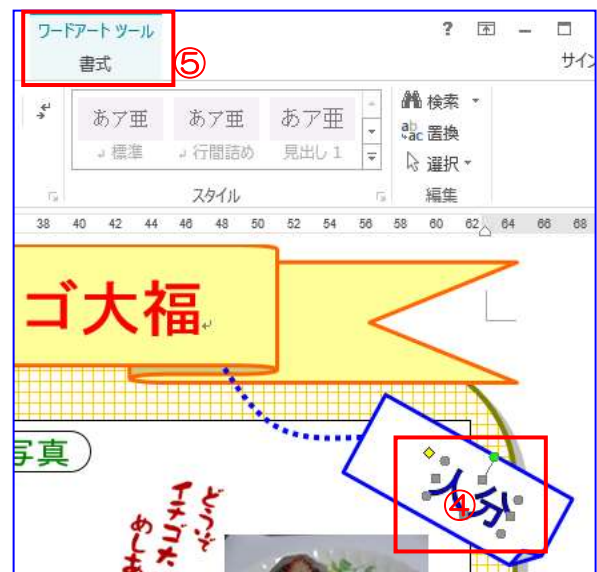 ワードアート ツール
書式
⑤
?
サイン
あア亜 あア亜 あア亜
↲ 標準 ↲ 行間詰め 見出し 1
スタイル
検索
置換
選択
編集
38 40 42 44 46 48 50 52 54 56 58 60 62 64 66 68
ゴ大福
写真
人分
④
どうぞ
イチゴ大
めしあ